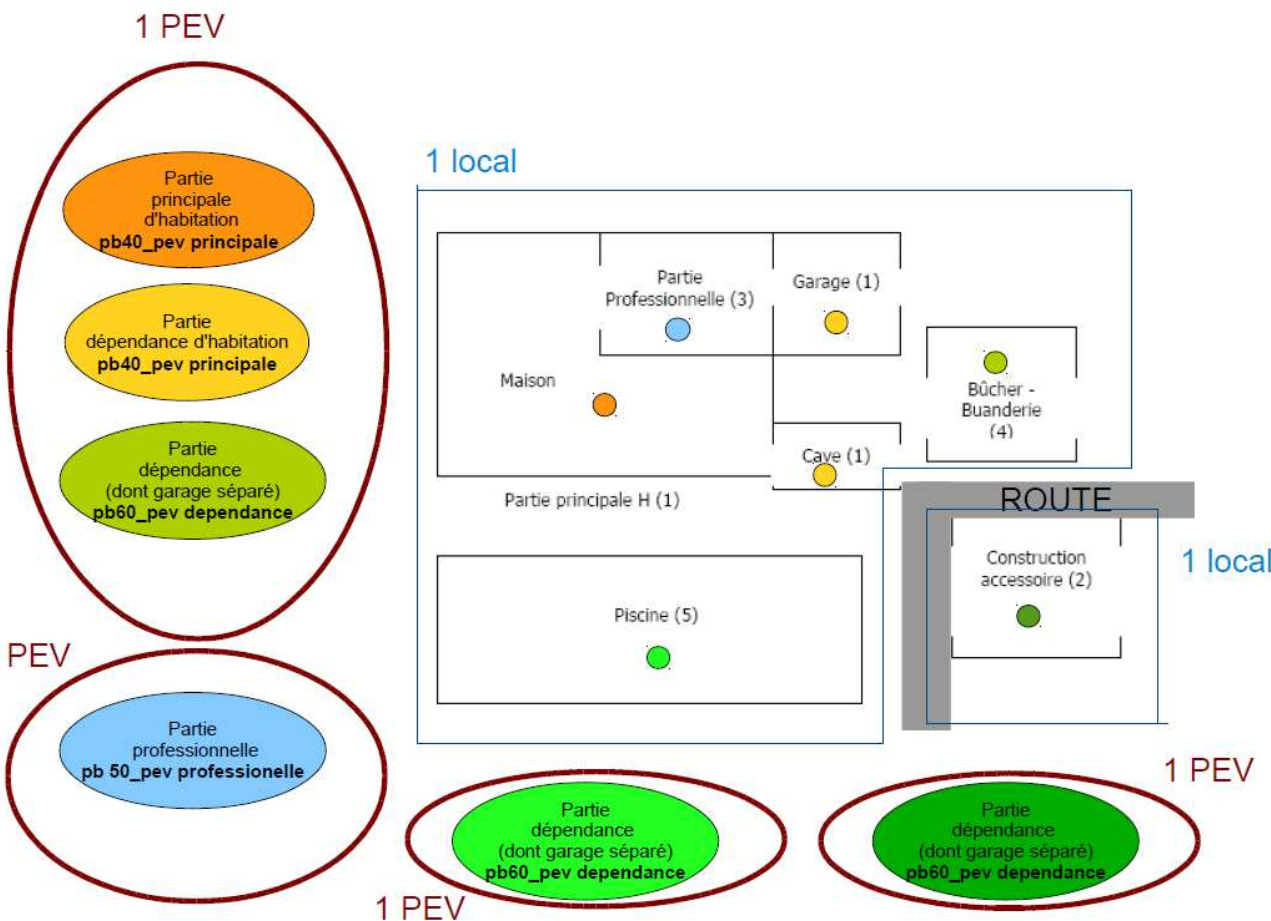 1 PEV
Partie
principale
d'habitation
pb40_pev principale
Partie
dépendance d'habitation
pb40_pev principale
Partie
dépendance
(dont garage séparé)
pb60_pev dependance
PEV
Partie
professionnelle
pb 50_pev professionelle
1 local
Partie
Professionnelle (3)
Garage (1)
Maison
Bûcher -
Buanderie
(4)
Cave (1)
Partie principale H (1)
ROUTE
Construction
accessoire (2)
1 local
Piscine (5)
Partie
dépendance
(dont garage séparé)
pb60_pev dependance
1 PEV
1 PEV
Partie
dépendance
(dont garage séparé)
pb60_pev dependance